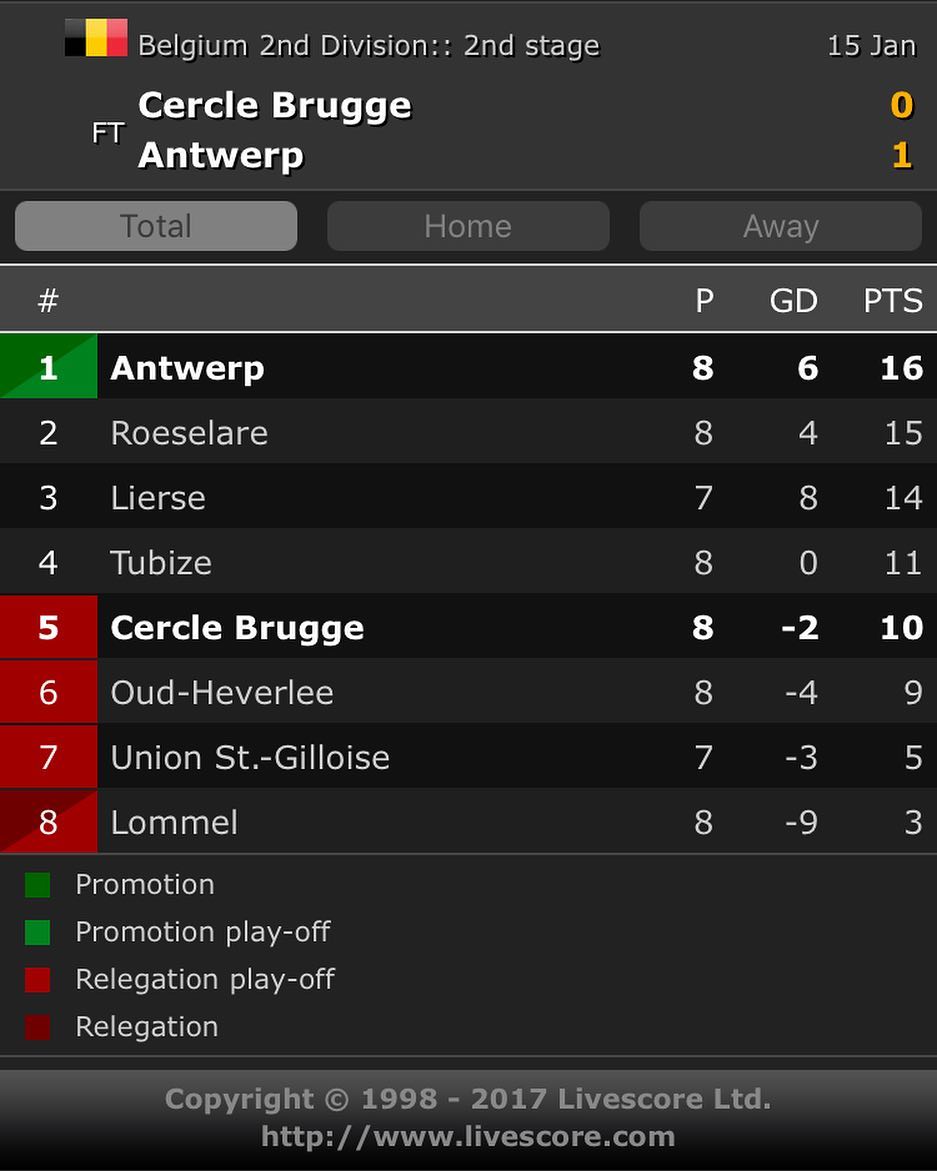 Belgium 2nd Division:: 2nd stage 15 Jan
Cercle Brugge 0
FT
Antwerp 1
Total Home Away
# P GD PTS
1 Antwerp 8 6 16
2 Roeselare 8 4 15
3 Lierse 7 8 14
4 Tubize 8 0 11
5 Cercle Brugge 8 -2 10
6 Oud-Heverlee 8 -4 9
7 Union St.-Gilloise 7 -3 5
8 Lommel 8 -9 3
Promotion
Promotion play-off
Relegation play-off
Relegation
Copyright © 1998 - 2017 Livescore Ltd.
http://www.livescore.com